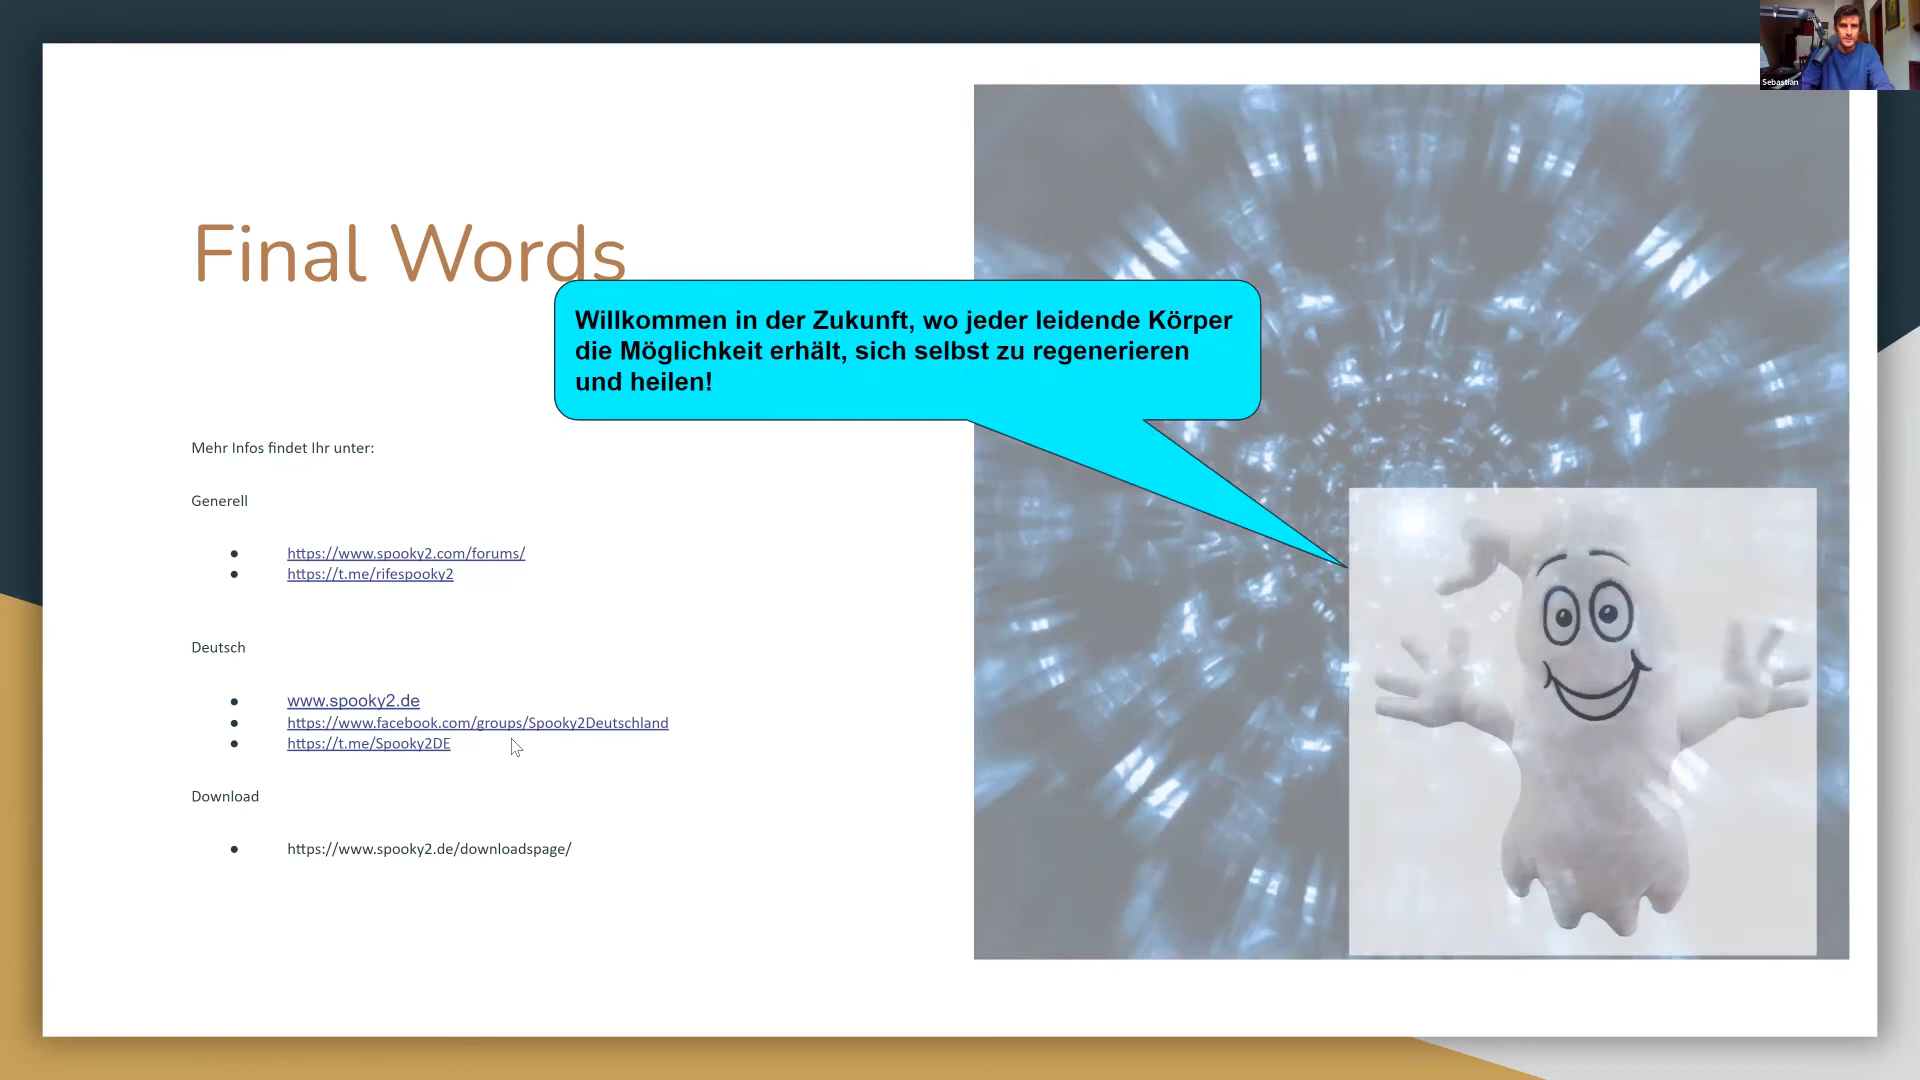 Sebastian
Final Words
Willkommen in der Zukunft, wo jeder leidende Körper
die Möglichkeit erhält, sich selbst zu regenerieren
und heilen!
Mehr Infos findet Ihr unter:
Generell
● https://www.spooky2.com/forums/
● https://t.me/rifespooky2
Deutsch
● www.spooky2.de
● https://www.facebook.com/groups/Spooky2Deutschland
● https://t.me/Spooky2DE
Download
● https://www.spooky2.de/downloadspage/